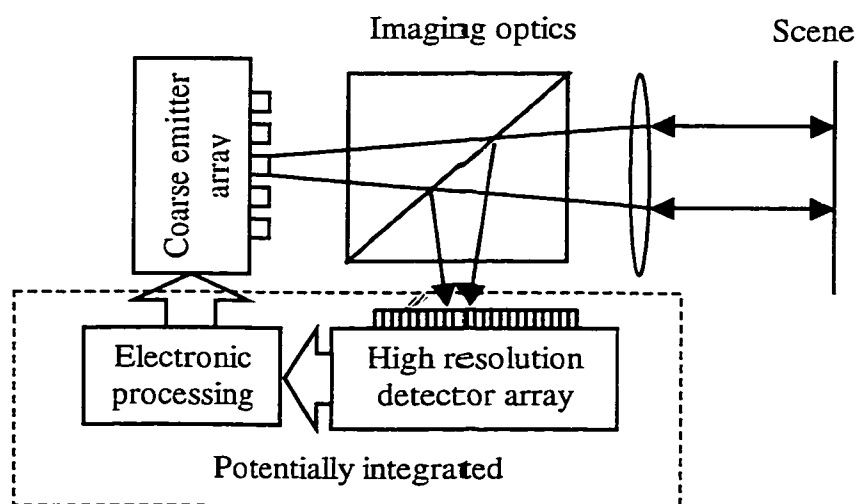 Imaging optics
Scene
Coarse emitter
array
Electronic
processing
High resolution
detector array
Potentially integrated